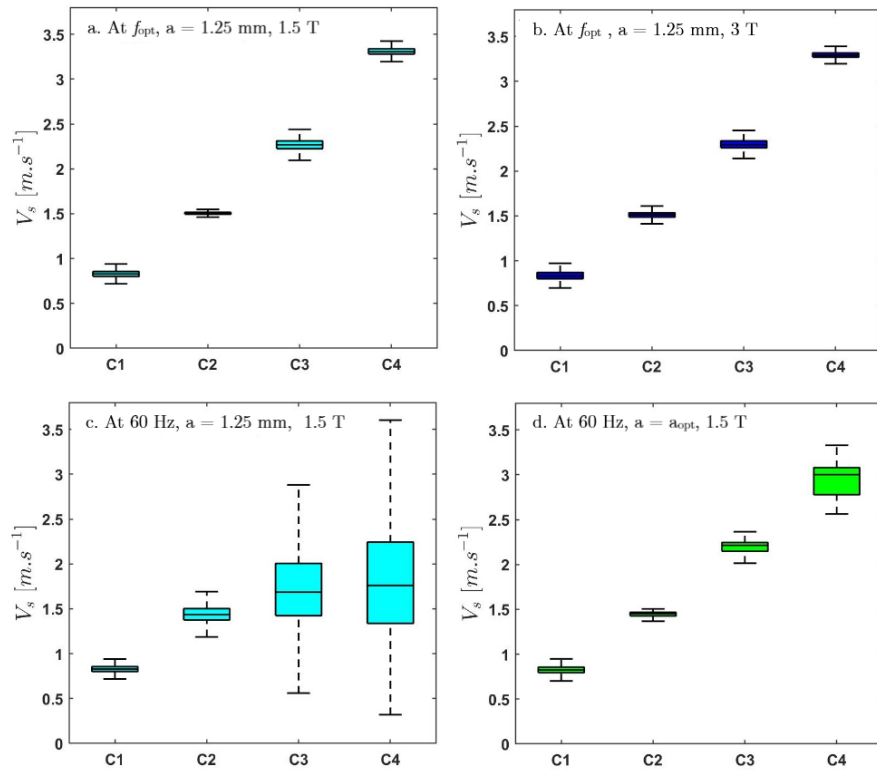 a. At fopt, a = 1.25 mm, 1.5 T
Vs [m.s−1]
3.5
3
2.5
2
1.5
1
0.5
0
C1 C2 C3 C4
b. At fopt , a = 1.25 mm, 3 T
Vs [m.s−1]
3.5
3
2.5
2
1.5
1
0.5
0
C1 C2 C3 C4
c. At 60 Hz, a = 1.25 mm, 1.5 T
Vs [m.s−1]
3.5
3
2.5
2
1.5
1
0.5
0
C1 C2 C3 C4
d. At 60 Hz, a = aopt, 1.5 T
Vs [m.s−1]
3.5
3
2.5
2
1.5
1
0.5
0
C1 C2 C3 C4